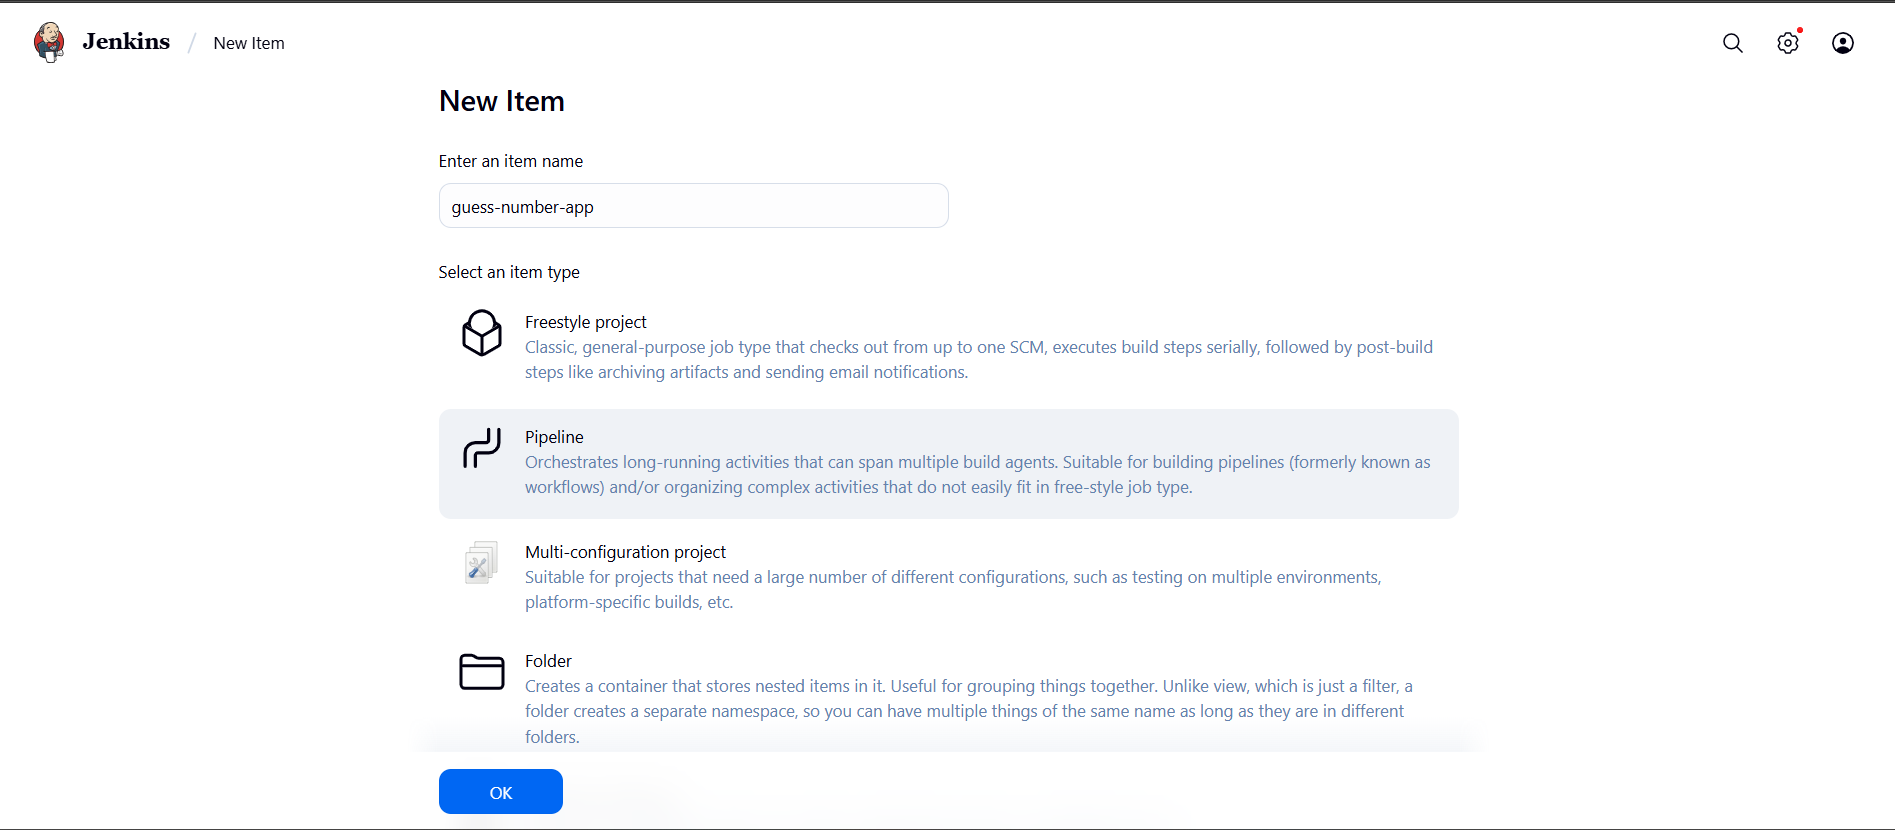 Jenkins / New Item
New Item
Enter an item name
guess-number-app
Select an item type
Freestyle project
Classic, general-purpose job type that checks out from up to one SCM, executes build steps serially, followed by post-build
steps like archiving artifacts and sending email notifications.
Pipeline
Orchestrates long-running activities that can span multiple build agents. Suitable for building pipelines (formerly known as
workflows) and/or organizing complex activities that do not easily fit in free-style job type.
Multi-configuration project
Suitable for projects that need a large number of different configurations, such as testing on multiple environments,
platform-specific builds, etc.
Folder
Creates a container that stores nested items in it. Useful for grouping things together. Unlike view, which is just a filter, a
folder creates a separate namespace, so you can have multiple things of the same name as long as they are in different
folders.
OK